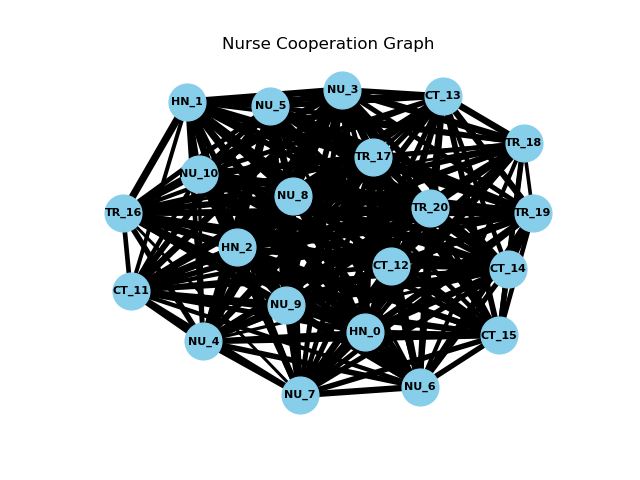 Nurse Cooperation Graph
HN_1
NU_5
NU_3
CT_13
TR_18
NU_10
TR_17
NU_8
TR_16
TR_20
TR_19
HN_2
CT_12
CT_14
CT_11
NU_9
HN_0
CT_15
NU_4
NU_7
NU_6